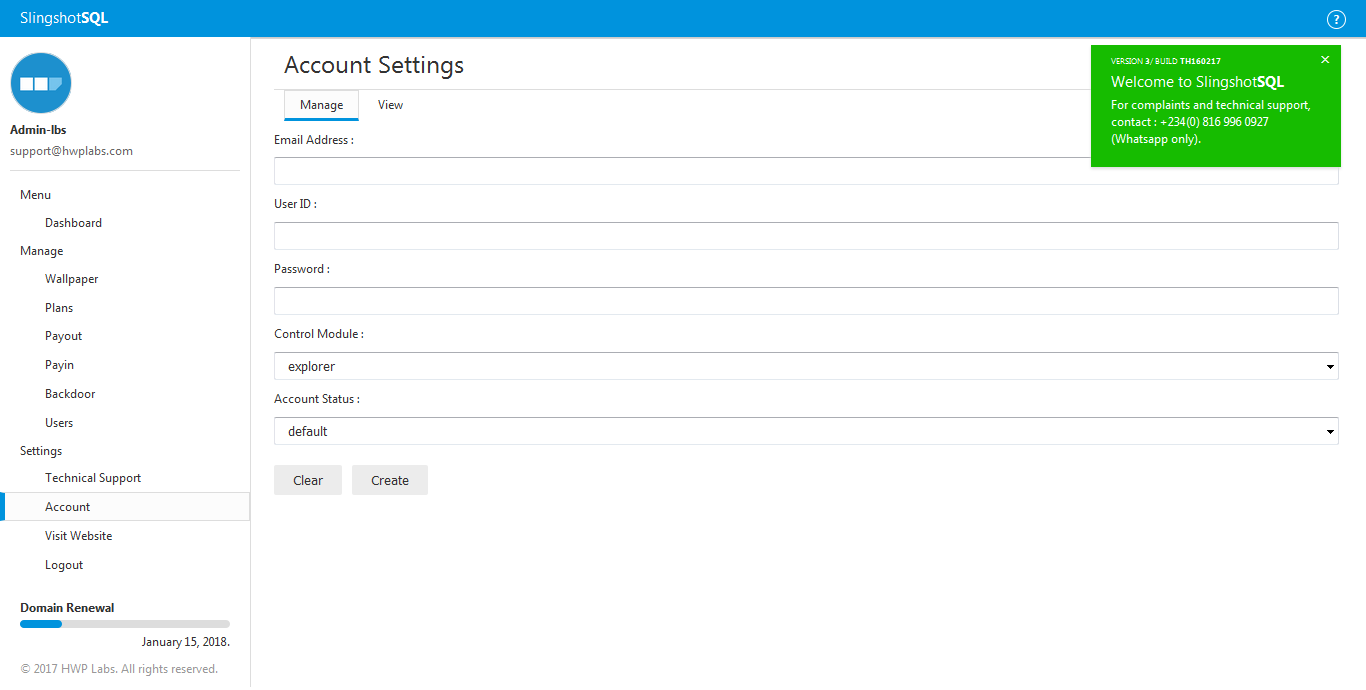 SlingshotSQL
?
Admin-lbs
support@hwplabs.com
Menu
Dashboard
Manage
Wallpaper
Plans
Payout
Payin
Backdoor
Users
Settings
Technical Support
Account
Visit Website
Logout
Domain Renewal
January 15, 2018.
© 2017 HWP Labs. All rights reserved.
Account Settings
Manage View
Email Address :
User ID :
Password :
Control Module :
explorer
Account Status :
default
Clear Create
VERSION 3/ BUILD TH160217
Welcome to SlingshotSQL
For complaints and technical support,
contact : +234(0) 816 996 0927
(Whatsapp only).